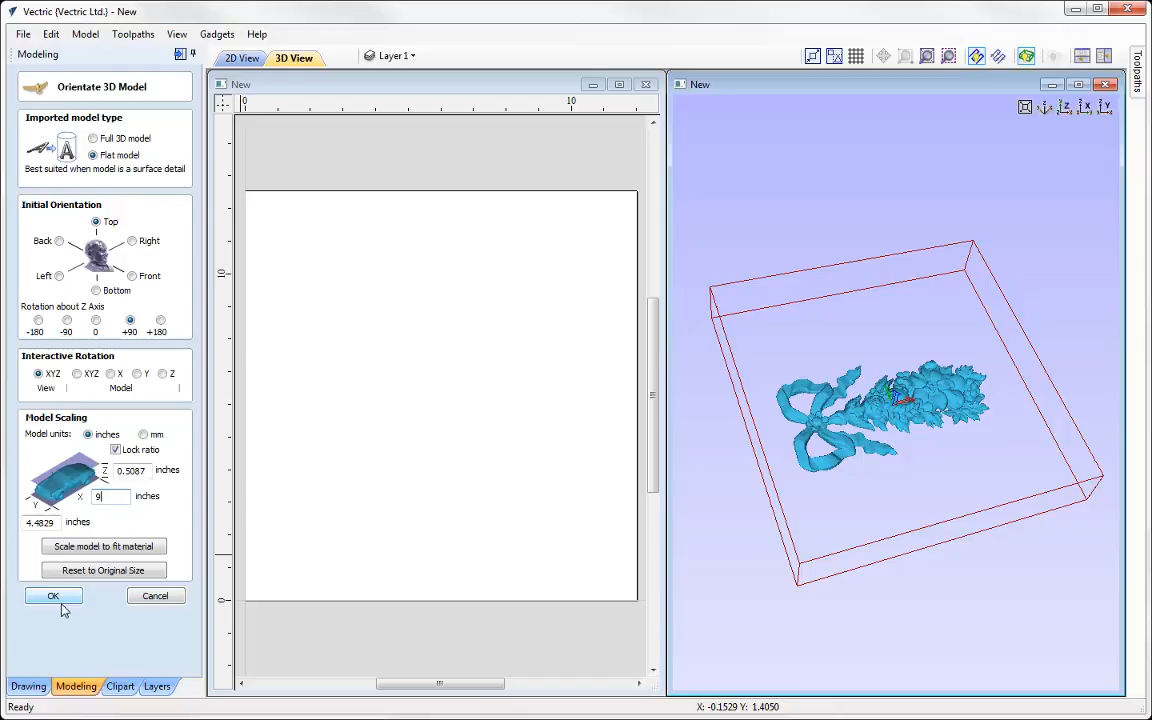 Vectric {Vectric Ltd.} - New
File Edit Model Toolpaths View Gadgets Help
Modeling
2D View 3D View Layer1
Orientate 3D Model
Imported model type
Full 3D model
Flat model
Best suited when model is a surface detail
Initial Orientation
Top
Back Right
Left Front
Bottom
Rotation about Z Axis
-180 -90 0 +90 +180
Interactive Rotation
XYZ XYZ X Y Z
View | Model |
Model Scaling
Model units: inches mm
Lock ratio
Z 0.5087 inches
X 9 inches
Y
4.4829 inches
Scale model to fit material
Reset to Original Size
OK Cancel
Drawing Modeling Clipart Layers
Ready
New
0 10
10
0
New
Z X Y
Toolpaths
X: -0.1529 Y: 1.4050